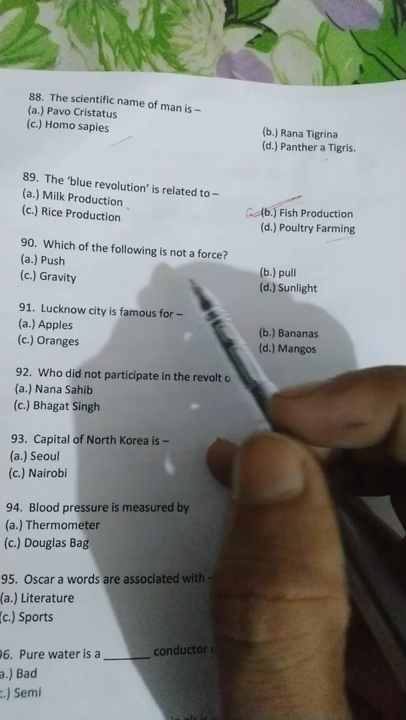 88. The scientific name of man is –
(a.) Pavo Cristatus
(b.) Rana Tigrina
(c.) Homo sapies
(d.) Panther a Tigris.
89. The 'blue revolution' is related to –
(a.) Milk Production
(b.) Fish Production
(c.) Rice Production
(d.) Poultry Farming
90. Which of the following is not a force?
(a.) Push
(b.) pull
(c.) Gravity
(d.) Sunlight
91. Lucknow city is famous for –
(a.) Apples
(b.) Bananas
(c.) Oranges
(d.) Mangos
92. Who did not participate in the revolt
(a.) Nana Sahib
(c.) Bhagat Singh
93. Capital of North Korea is –
(a.) Seoul
(c.) Nairobi
94. Blood pressure is measured by
(a.) Thermometer
(c.) Douglas Bag
95. Oscar a words are associated with -
(a.) Literature
(c.) Sports
96. Pure water is a ______ conductor
a.) Bad
c.) Semi